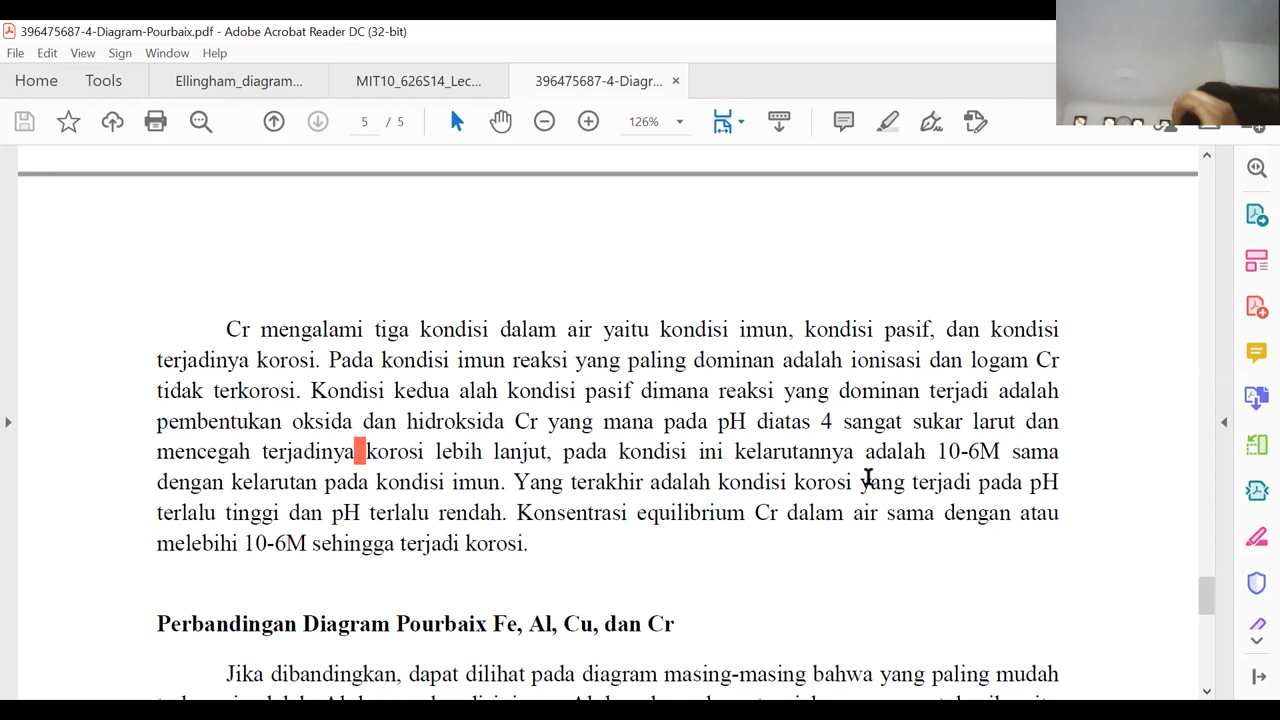 396475687-4-Diagram-Pourbaix.pdf - Adobe Acrobat Reader DC (32-bit)
File Edit View Sign Window Help
Home Tools Ellingham_diagram... MIT10_626S14_Lec... 396475687-4-Diagr... ×
5 / 5 126%
Cr mengalami tiga kondisi dalam air yaitu kondisi imun, kondisi pasif, dan kondisi
terjadinya korosi. Pada kondisi imun reaksi yang paling dominan adalah ionisasi dan logam Cr
tidak terkorosi. Kondisi kedua alah kondisi pasif dimana reaksi yang dominan terjadi adalah
pembentukan oksida dan hidroksida Cr yang mana pada pH diatas 4 sangat sukar larut dan
mencegah terjadinya korosi lebih lanjut, pada kondisi ini kelarutannya adalah 10-6M sama
dengan kelarutan pada kondisi imun. Yang terakhir adalah kondisi korosi yang terjadi pada pH
terlalu tinggi dan pH terlalu rendah. Konsentrasi equilibrium Cr dalam air sama dengan atau
melebihi 10-6M sehingga terjadi korosi.
Perbandingan Diagram Pourbaix Fe, Al, Cu, dan Cr
Jika dibandingkan, dapat dilihat pada diagram masing-masing bahwa yang paling mudah